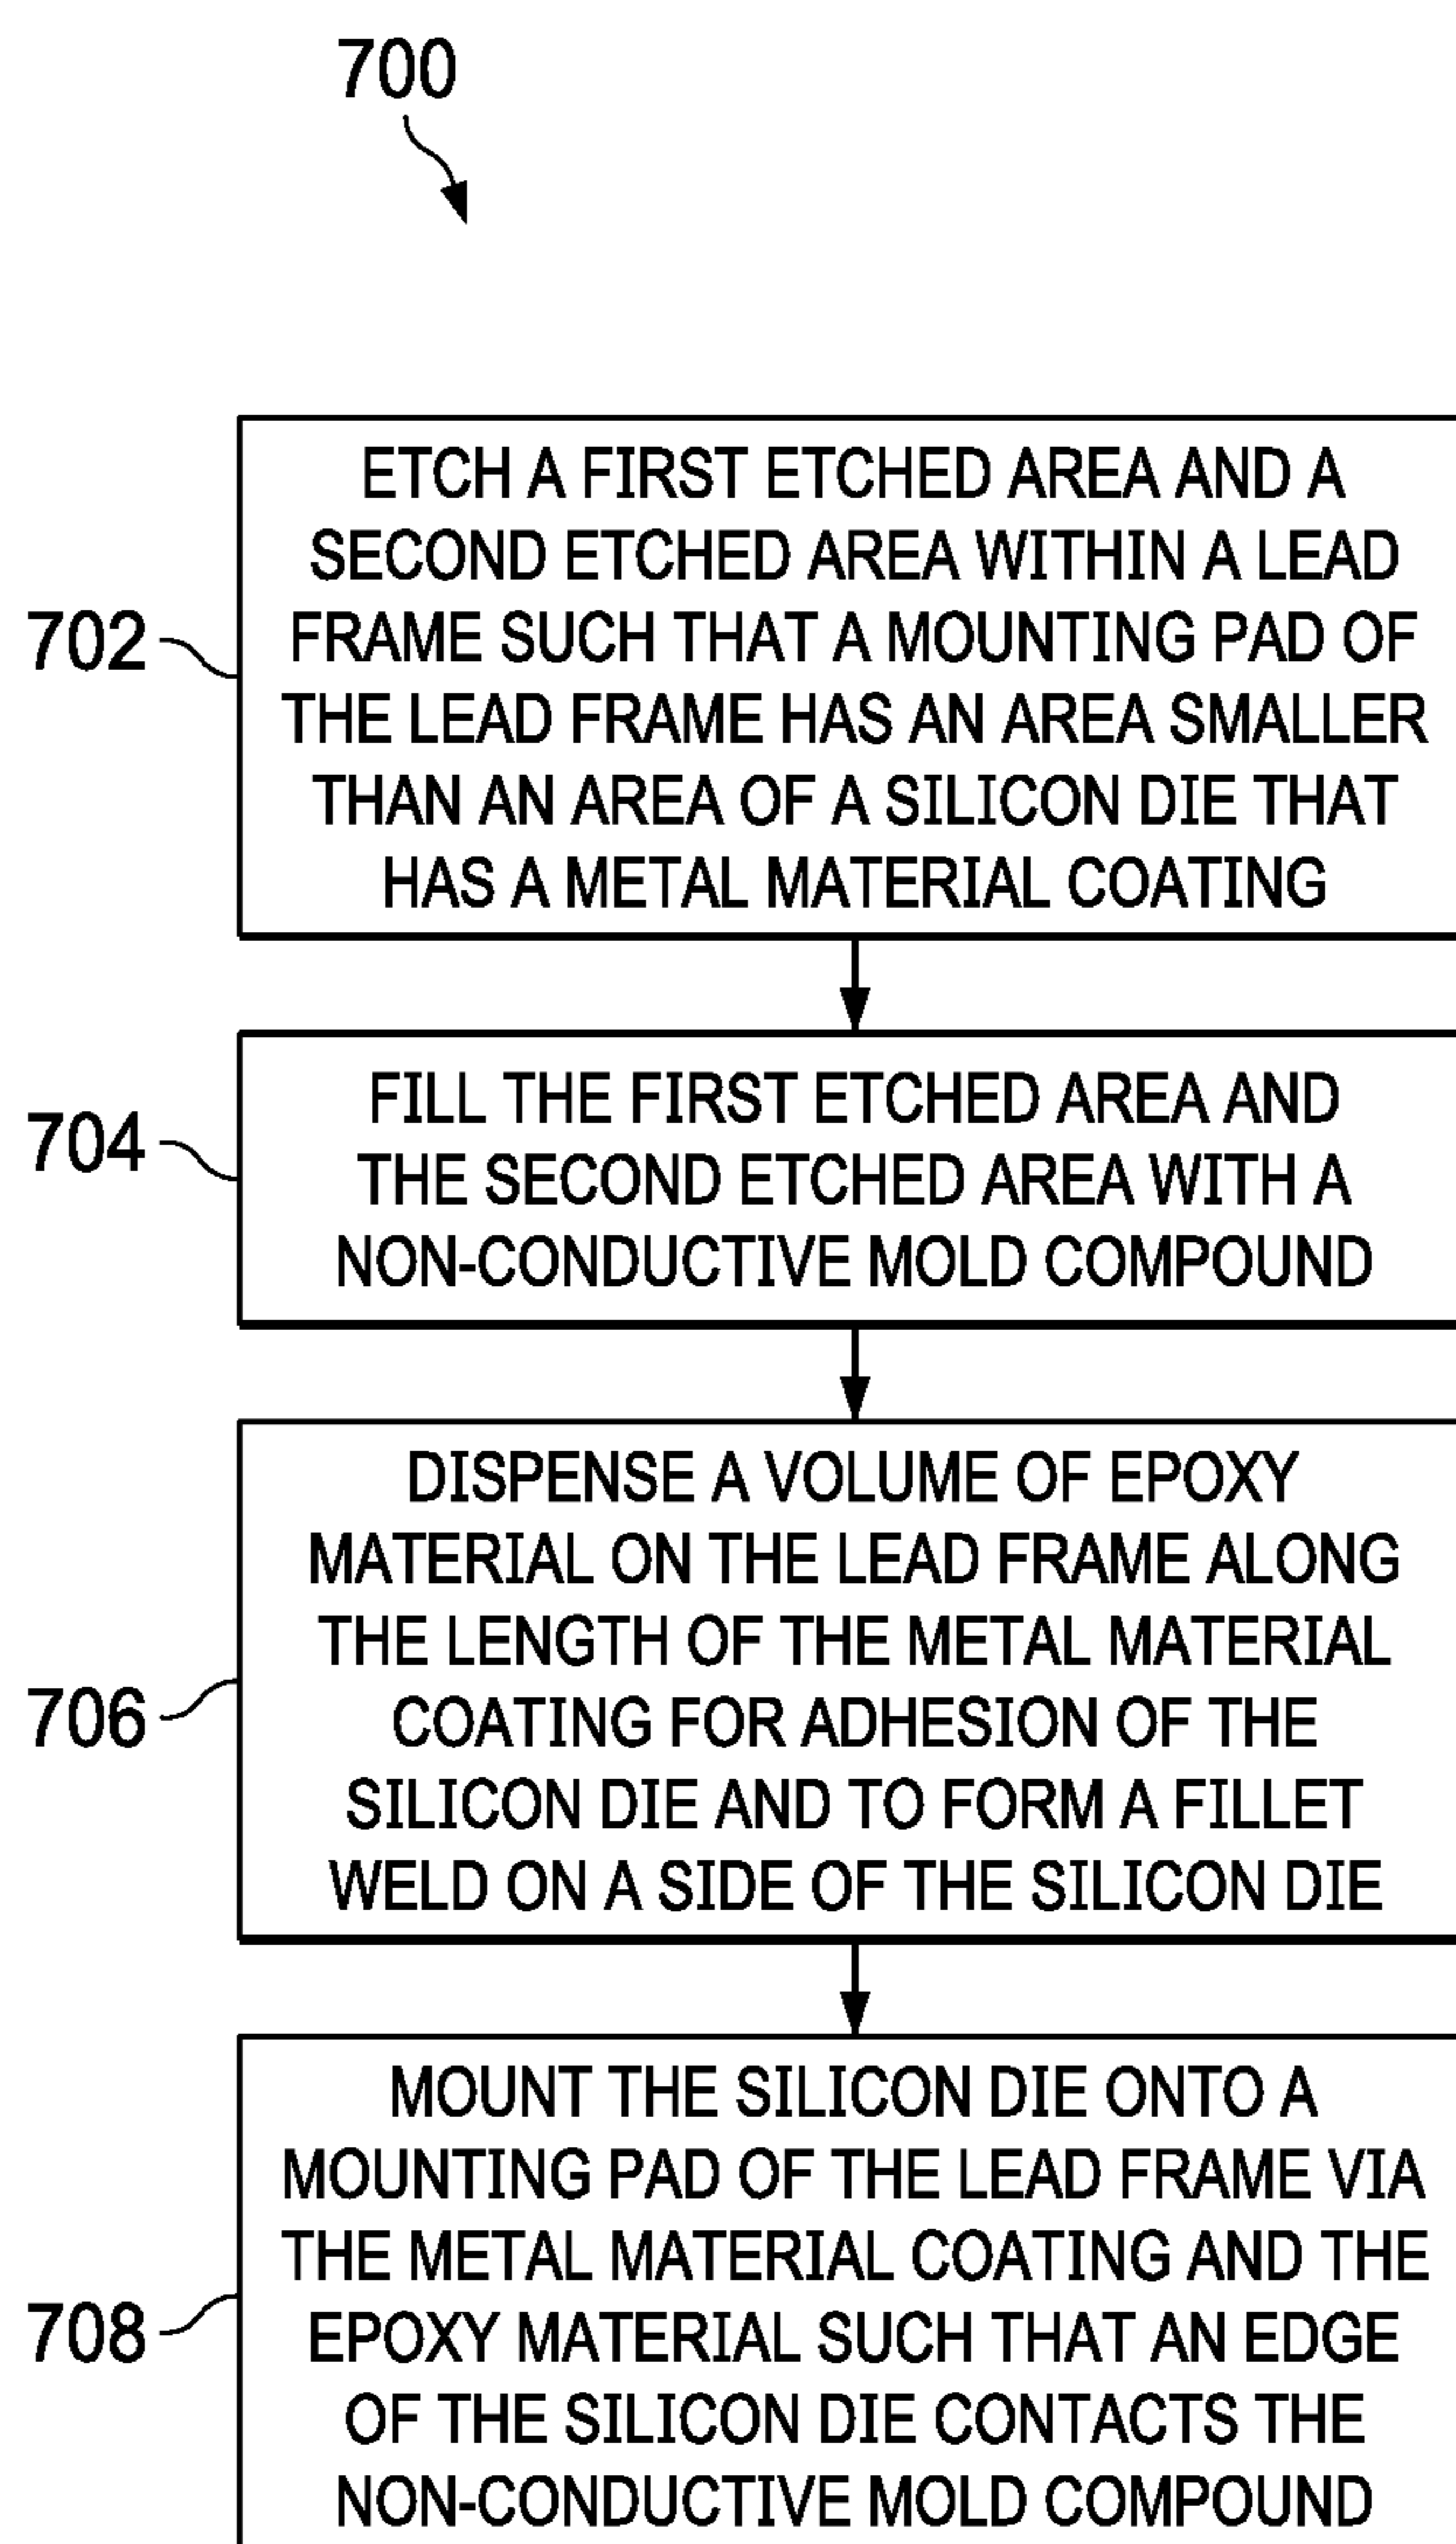 700
702
ETCH A FIRST ETCHED AREA AND A
SECOND ETCHED AREA WITHIN A LEAD
FRAME SUCH THAT A MOUNTING PAD OF
THE LEAD FRAME HAS AN AREA SMALLER
THAN AN AREA OF A SILICON DIE THAT
HAS A METAL MATERIAL COATING
704
FILL THE FIRST ETCHED AREA AND
THE SECOND ETCHED AREA WITH A
NON-CONDUCTIVE MOLD COMPOUND
706
DISPENSE A VOLUME OF EPOXY
MATERIAL ON THE LEAD FRAME ALONG
THE LENGTH OF THE METAL MATERIAL
COATING FOR ADHESION OF THE
SILICON DIE AND TO FORM A FILLET
WELD ON A SIDE OF THE SILICON DIE
708
MOUNT THE SILICON DIE ONTO A
MOUNTING PAD OF THE LEAD FRAME VIA
THE METAL MATERIAL COATING AND THE
EPOXY MATERIAL SUCH THAT AN EDGE
OF THE SILICON DIE CONTACTS THE
NON-CONDUCTIVE MOLD COMPOUND